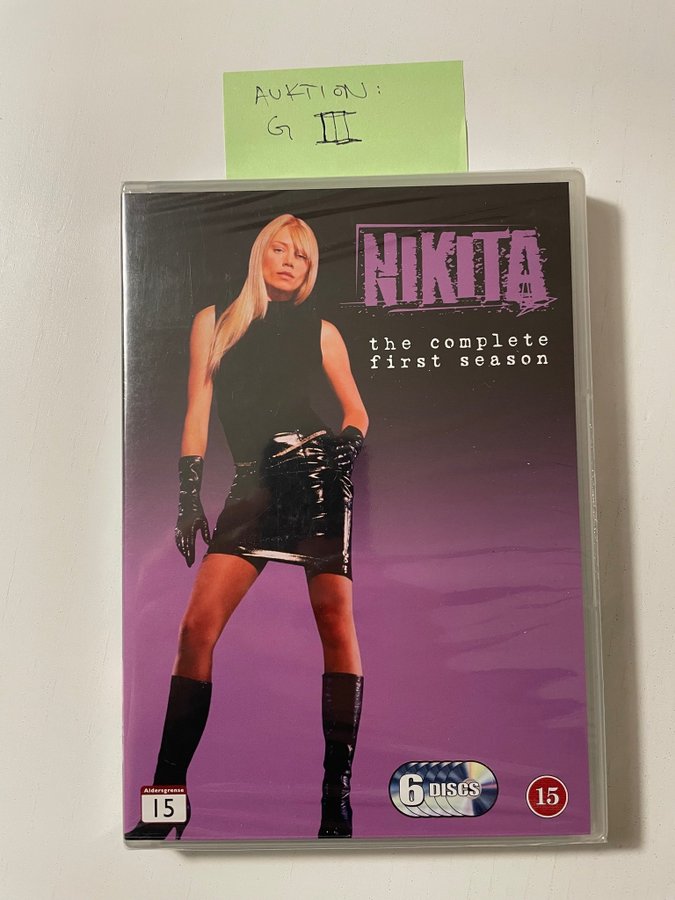 AUKTION:
G III
NIKITA
the complete
first season
6 DISCS
Aldersgrense
15
15